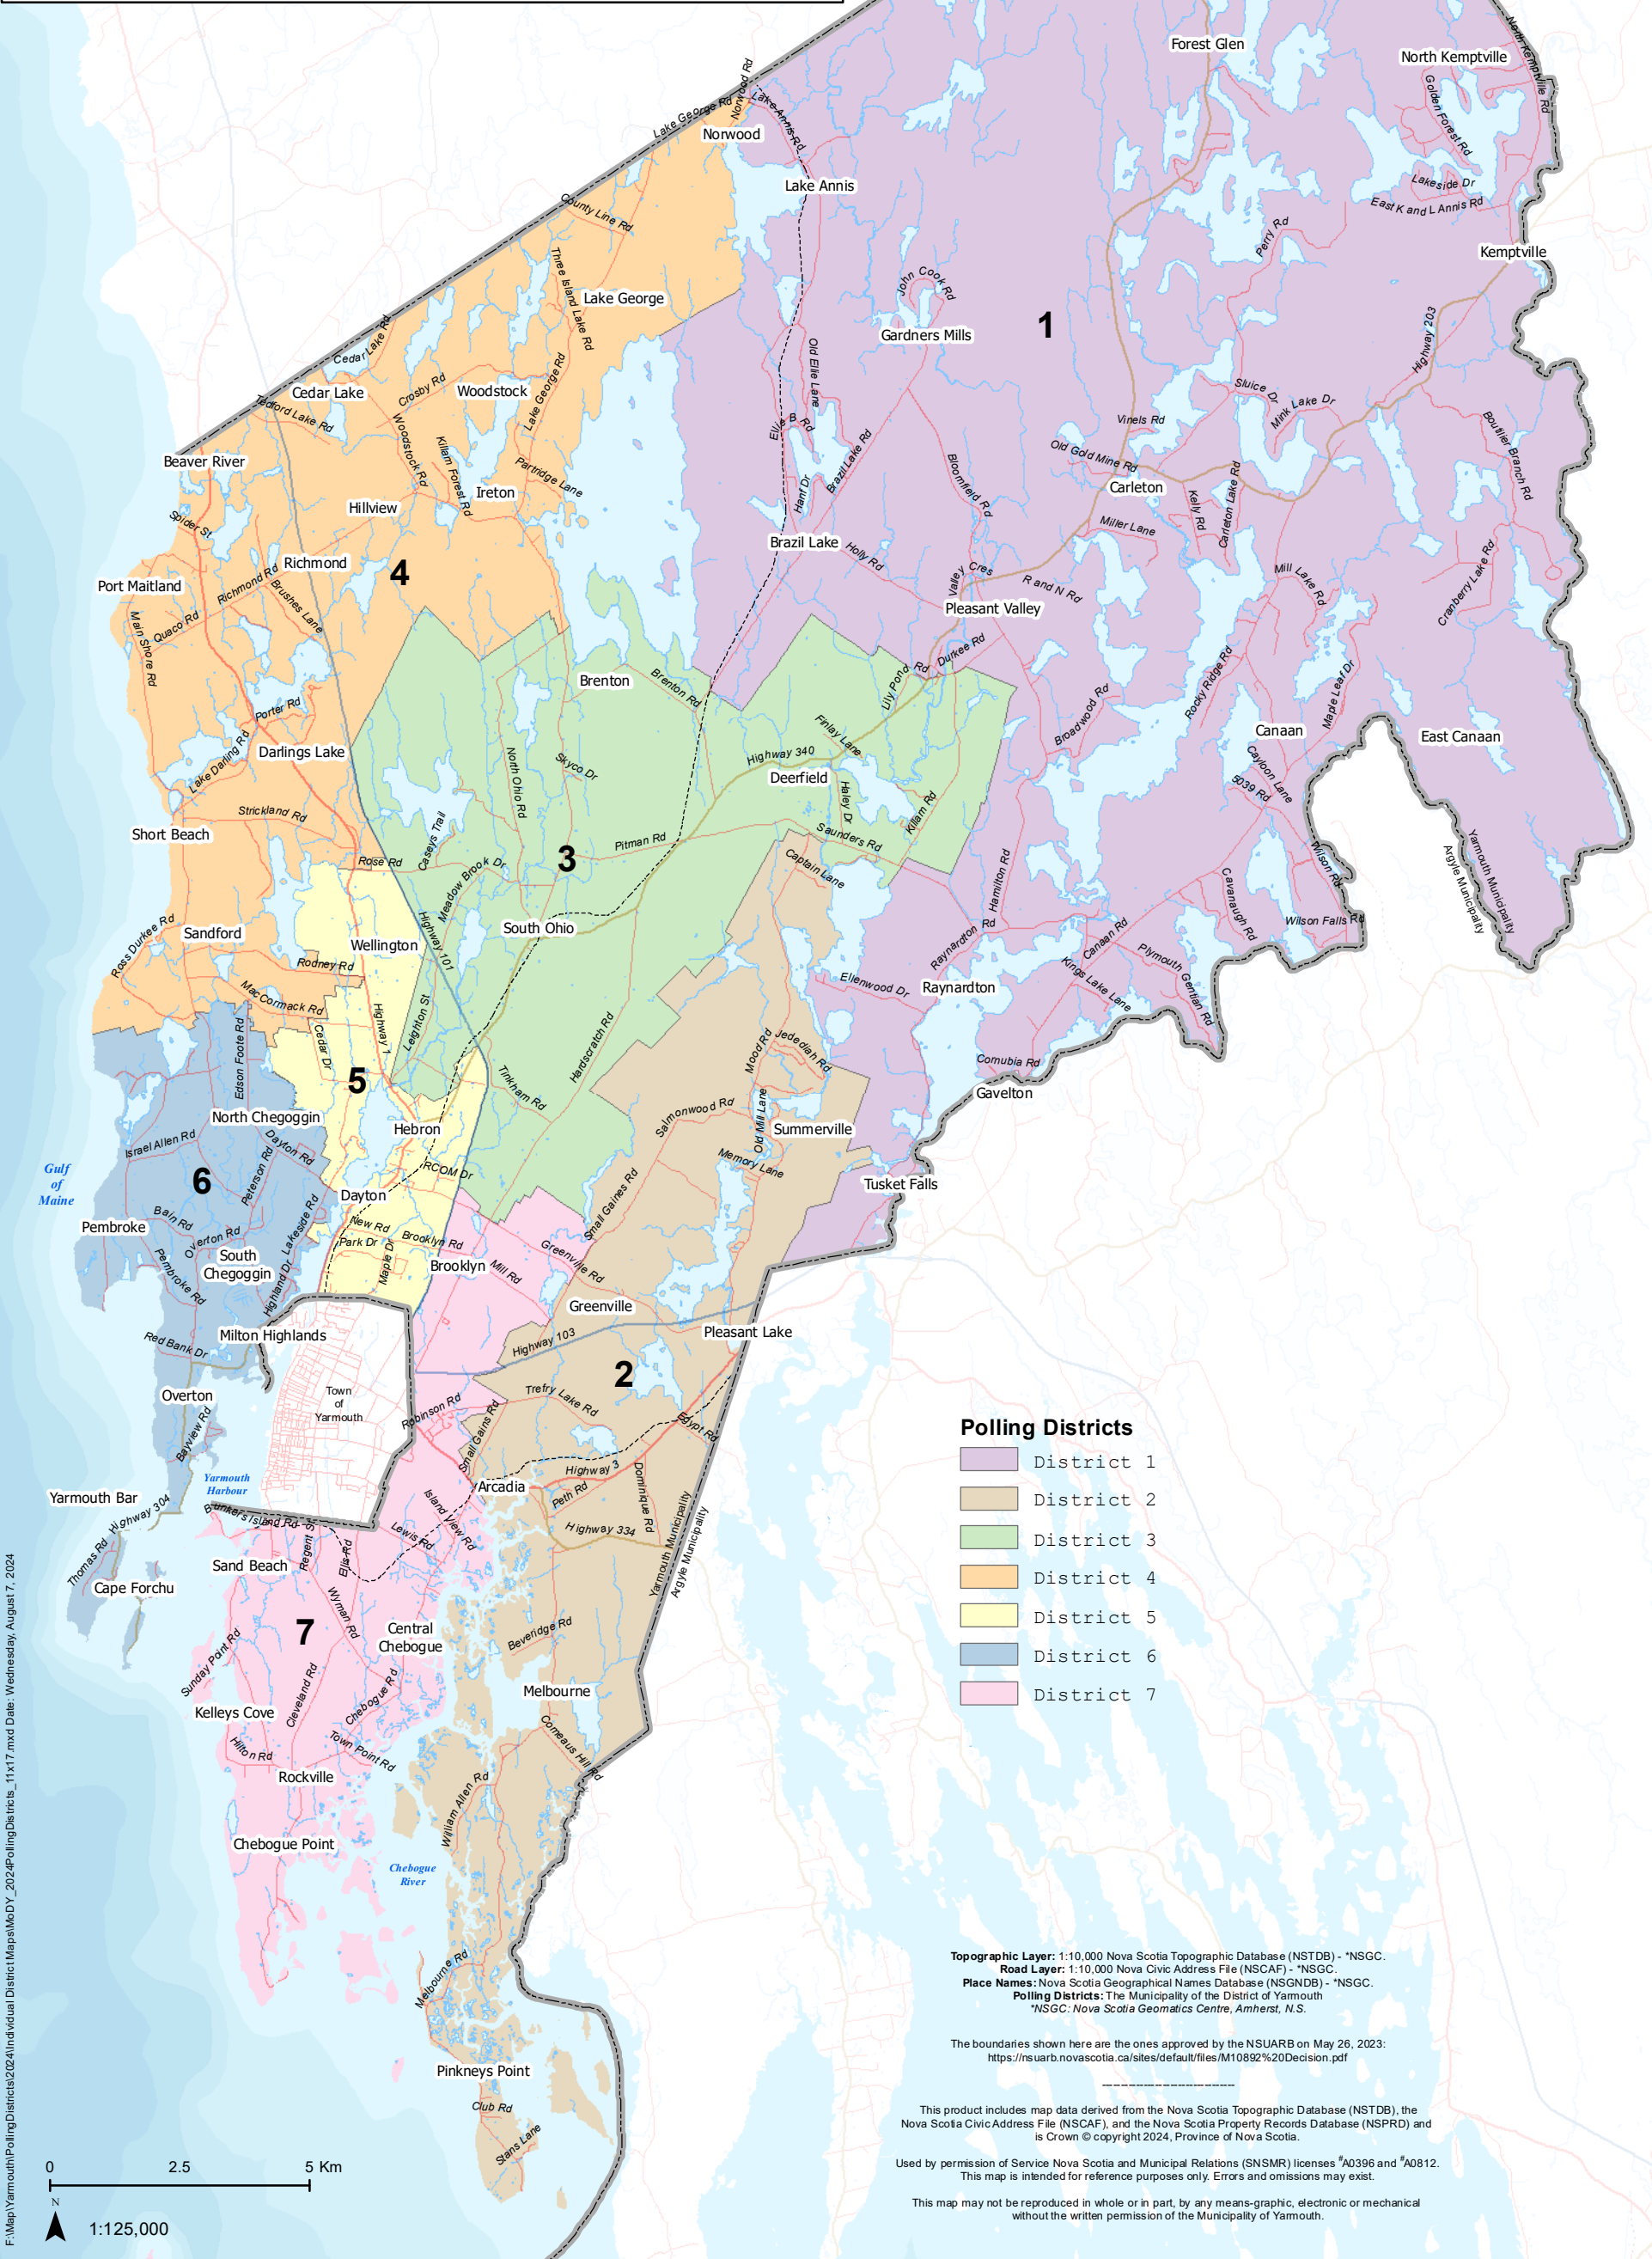 Forest Glen
North Kemptville
North Kemptville Rd
Golden Forest Rd
Lake George Rd
Norwood Rd
Lake Annis Rd
Norwood
Lake Annis
Lakeside Dr
East K and L Annis Rd
County Line Rd
Perry Rd
Kemptville
Three Island Lake Rd
Lake George
John Cook Rd
Gardners Mills
1
Highway 203
Cedar Lake Rd
Cedar Lake
Crosby Rd
Woodstock
Lake George Rd
Old Ellie Lane
Sluice Dr
Mink Lake Dr
Tedford Lake Rd
Woodstock Rd
Killam Forest Rd
Ellie B Rd
Brazil Lake Rd
Vinels Rd
Boutilier Branch Rd
Beaver River
Partridge Lane
Old Gold Mine Rd
Ireton
Hanf Dr
Bloomfield Rd
Carleton
Kelly Rd
Carleton Lake Rd
Hillview
Spider St
Miller Lane
Brazil Lake
Holly Rd
Richmond
4
Port Maitland
Richmond Rd
Brushes Lane
Valley Cres
R and N Rd
Mill Lake Rd
Cranberry Lake Rd
Pleasant Valley
Quaco Rd
Main Shore Rd
Durkee Rd
Lily Pond Rd
Brenton
Brenton Rd
Rocky Ridge Rd
Maple Leaf Dr
Porter Rd
Broadwood Rd
Finlay Lane
Canaan
East Canaan
Darlings Lake
Lake Darling Rd
Highway 340
North Ohio Rd
Skyco Dr
Deerfield
Cayloon Lane
5039 Rd
Haley Dr
Killam Rd
Strickland Rd
Short Beach
Caseys Trail
Pitman Rd
Saunders Rd
Yarmouth Municipality
Argyle Municipality
Rose Rd
3
Meadow Brook Dr
Captain Lane
Hamilton Rd
Wilson Rd
Cavanaugh Rd
Ross Durkee Rd
Sandford
Wellington
South Ohio
Highway 101
Wilson Falls Rd
Rodney Rd
Raynardton Rd
Canaan Rd
Plymouth Gentian Rd
Kings Lake Lane
MacCormack Rd
Ellenwood Dr
Raynardton
Edson Foote Rd
Cedar Dr
Highway 1
Leighton St
Hardscratch Rd
Mood Rd
Jedediah Rd
Cornubia Rd
5
Tinkham Rd
Gavelton
North Chegoggin
Hebron
Salmonwood Rd
Old Mill Lane
Summerville
Israel Allen Rd
Dayton Rd
Gulf
of
Maine
6
Peterson Rd
RCOM Dr
Memory Lane
Tusket Falls
Dayton
Small Gaines Rd
Pembroke
Bain Rd
Overton Rd
Lakeside Rd
New Rd
Park Dr
Brooklyn Rd
Greenville Rd
South
Chegoggin
Highland Dr
Maple Dr
Brooklyn
Mill Rd
Pembroke Rd
Greenville
Milton Highlands
Red Bank Dr
Highway 103
Pleasant Lake
2
Overton
Town
of
Yarmouth
Trefry Lake Rd
Robinson Rd
Small Gains Rd
Egypt Rd
Bayview Rd
Polling Districts
District 1
District 2
District 3
District 4
District 5
District 6
District 7
Yarmouth
Harbour
Yarmouth Bar
Highway 304
Arcadia
Highway 3
Peth Rd
Dominique Rd
Bunkers Island Rd
Island View Rd
Highway 334
Lewis Rd
Regent St
Ellis Rd
Thomas Rd
Sand Beach
Yarmouth Municipality
Argyle Municipality
Cape Forchu
Wyman Rd
7
Central
Chebogue
Beveridge Rd
Sunday Point Rd
Melbourne
Kelleys Cove
Cleveland Rd
Chebogue Rd
Comeaus Hill Rd
Hilton Rd
Town Point Rd
Rockville
William Allen Rd
Chebogue Point
Chebogue
River
Melbourne Rd
Pinkneys Point
Club Rd
Stans Lane
Topographic Layer: 1:10,000 Nova Scotia Topographic Database (NSTDB) - *NSGC.
Road Layer: 1:10,000 Nova Civic Address File (NSCAF) - *NSGC.
Place Names: Nova Scotia Geographical Names Database (NSGNDB) - *NSGC.
Polling Districts: The Municipality of the District of Yarmouth
*NSGC: Nova Scotia Geomatics Centre, Amherst, N.S.
The boundaries shown here are the ones approved by the NSUARB on May 26, 2023:
https://nsuarb.novascotia.ca/sites/default/files/M10892%20Decision.pdf
-----------------------------------
This product includes map data derived from the Nova Scotia Topographic Database (NSTDB), the
Nova Scotia Civic Address File (NSCAF), and the Nova Scotia Property Records Database (NSPRD) and
is Crown © copyright 2024, Province of Nova Scotia.
Used by permission of Service Nova Scotia and Municipal Relations (SNSMR) licenses #A0396 and #A0812.
This map is intended for reference purposes only. Errors and omissions may exist.
This map may not be reproduced in whole or in part, by any means-graphic, electronic or mechanical
without the written permission of the Municipality of Yarmouth.
0 2.5 5 Km
N
1:125,000
F:\Map\Yarmouth\PollingDistricts\2024\Individual District Maps\MoDY_2024PollingDistricts_11x17.mxd Date: Wednesday, August 7, 2024